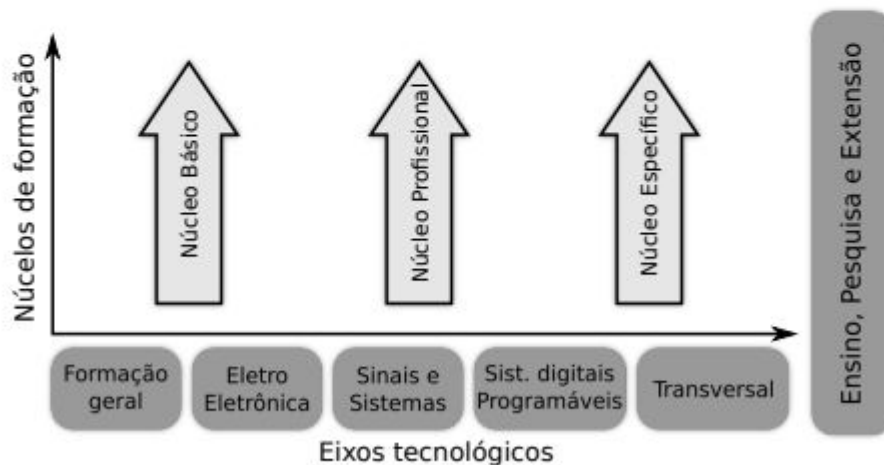 Núcelos de formação
Núcleo Básico
Núcleo Profissional
Núcleo Específico
Ensino, Pesquisa e Extensão
Formação
geral
Eletro
Eletrônica
Sinais e
Sistemas
Sist. digitais
Programáveis
Transversal
Eixos tecnológicos